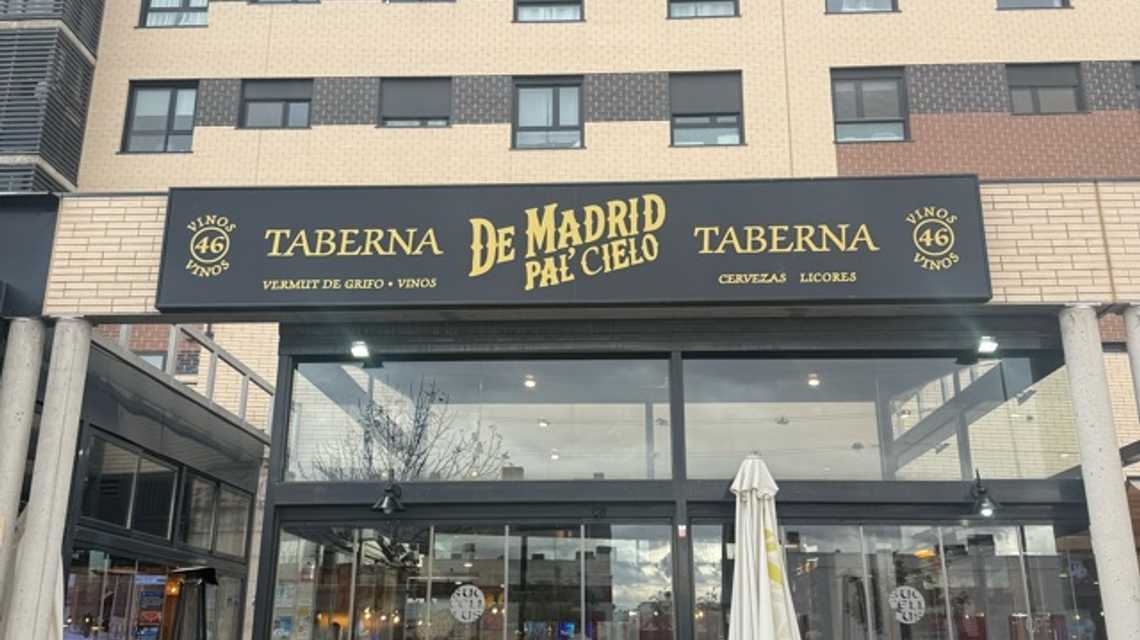 VINOS
46
VINOS
TABERNA
VERMUT DE GRIFO • VINOS
DE MADRID
PAL' CIELO
TABERNA
CERVEZAS LICORES
VINOS
46
VINOS